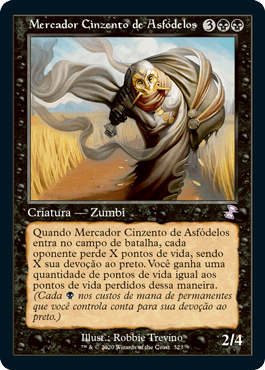 Mercador Cinzento de Asfódelos 3
Criatura — Zumbi
Quando Mercador Cinzento de Asfódelos
entra no campo de batalha, cada
oponente perde X pontos de vida, sendo
X sua devoção ao preto. Você ganha uma
quantidade de pontos de vida igual aos
pontos de vida perdidos dessa maneira.
(Cada nos custos de mana de permanentes
que você controla conta para sua devoção
ao preto.)
Illust.: Robbie Trevino
™ & © 2020 Wizards of the Coast 323
2/4